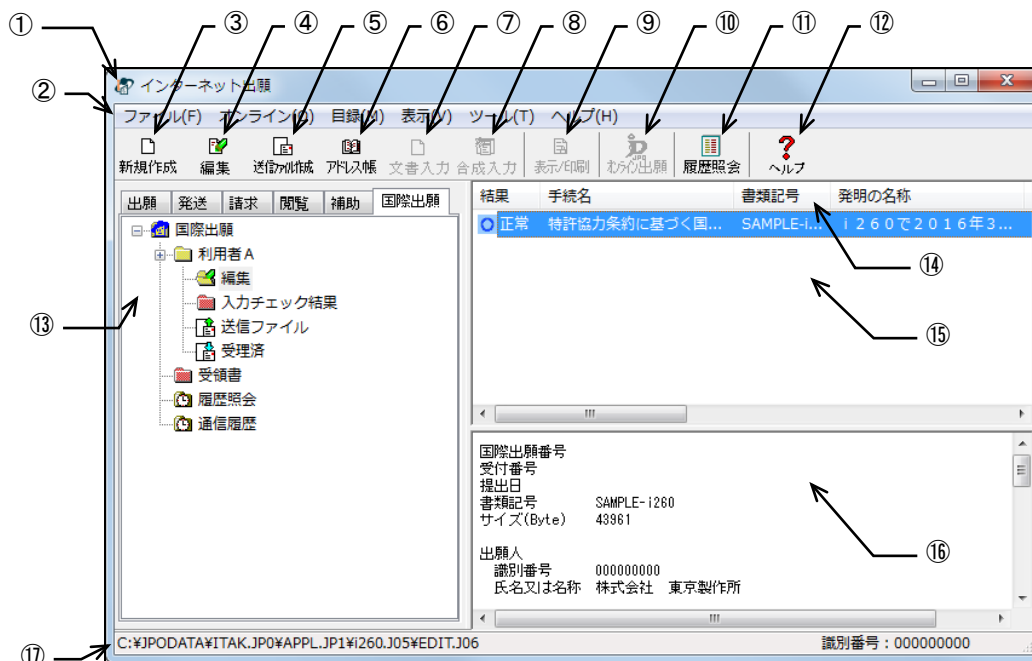 ① ③ ④ ⑤ ⑥ ⑦ ⑧ ⑨ ⑩ ⑪ ⑫
インターネット出願
②
ファイル(F) オンライン(O) 目録(M) 表示(V) ツール(T) ヘルプ(H)
新規作成 編集 送信ファイル作成 アドレス帳 文書入力 合成入力 表示/印刷 オンライン出願 履歴照会 ヘルプ
出願 発送 請求 閲覧 補助 国際出願
国際出願
利用者A
編集
入力チェック結果
送信ファイル
受理済
受領書
履歴照会
通信履歴
⑬
結果 手続名 書類記号 発明の名称
正常 特許協力条約に基づく国... SAMPLE-i... ｉ２６０で２０１６年３...
⑭
⑮
国際出願番号
受付番号
提出日
書類記号 SAMPLE-i260
サイズ(Byte) 43961
出願人
識別番号 000000000
氏名又は名称 株式会社 東京製作所
⑯
C:¥JPODATA¥ITAK.JP0¥APPL.JP1¥i260.J05¥EDIT.J06 識別番号：000000000
⑰